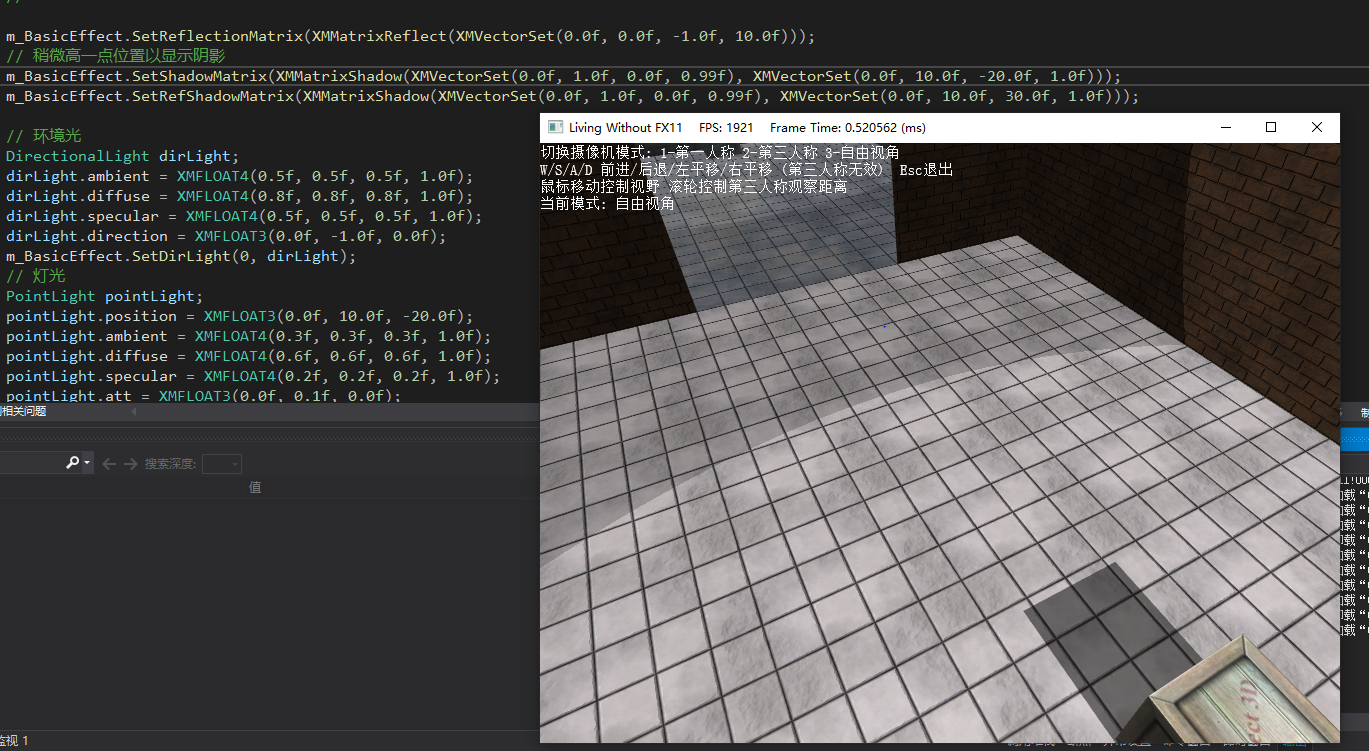 //
m_BasicEffect.SetReflectionMatrix(XMMatrixReflect(XMVectorSet(0.0f, 0.0f, -1.0f, 10.0f)));
// 稍微高一点位置以显示阴影
m_BasicEffect.SetShadowMatrix(XMMatrixShadow(XMVectorSet(0.0f, 1.0f, 0.0f, 0.99f), XMVectorSet(0.0f, 10.0f, -20.0f, 1.0f)));
m_BasicEffect.SetRefShadowMatrix(XMMatrixShadow(XMVectorSet(0.0f, 1.0f, 0.0f, 0.99f), XMVectorSet(0.0f, 10.0f, 30.0f, 1.0f)));
// 环境光
DirectionalLight dirLight;
dirLight.ambient = XMFLOAT4(0.5f, 0.5f, 0.5f, 1.0f);
dirLight.diffuse = XMFLOAT4(0.8f, 0.8f, 0.8f, 1.0f);
dirLight.specular = XMFLOAT4(0.5f, 0.5f, 0.5f, 1.0f);
dirLight.direction = XMFLOAT3(0.0f, -1.0f, 0.0f);
m_BasicEffect.SetDirLight(0, dirLight);
// 灯光
PointLight pointLight;
pointLight.position = XMFLOAT3(0.0f, 10.0f, -20.0f);
pointLight.ambient = XMFLOAT4(0.3f, 0.3f, 0.3f, 1.0f);
pointLight.diffuse = XMFLOAT4(0.6f, 0.6f, 0.6f, 1.0f);
pointLight.specular = XMFLOAT4(0.2f, 0.2f, 0.2f, 1.0f);
pointLight.att = XMFLOAT3(0.0f, 0.1f, 0.0f);
相关问题
搜索深度:
值
监视 1
Living Without FX11 FPS: 1921 Frame Time: 0.520562 (ms)
切换摄像机模式: 1-第一人称 2-第三人称 3-自由视角
W/S/A/D 前进/后退/左平移/右平移 (第三人称无效) Esc退出
鼠标移动控制视野 滚轮控制第三人称观察距离
当前模式: 自由视角
ect 3D
载“
载“
载“
载“
载“
载“
载“
载“
载“
载“